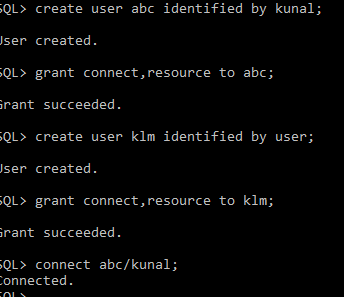 SQL> create user abc identified by kunal;
User created.
SQL> grant connect,resource to abc;
Grant succeeded.
SQL> create user klm identified by user;
User created.
SQL> grant connect,resource to klm;
Grant succeeded.
SQL> connect abc/kunal;
Connected.
SQL>